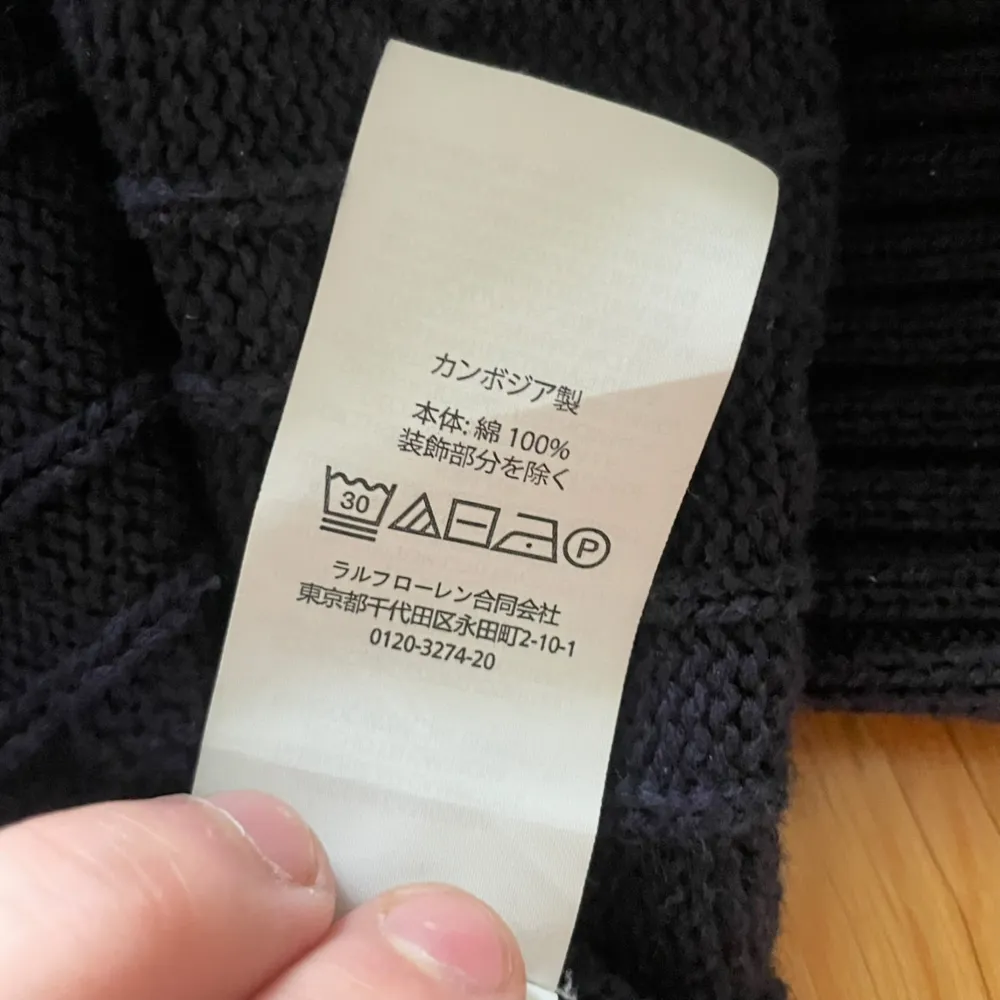 カンボジア製
本体: 綿 100%
装飾部分を除く
30
P
ラルフローレン合同会社
東京都千代田区永田町2-10-1
0120-3274-20